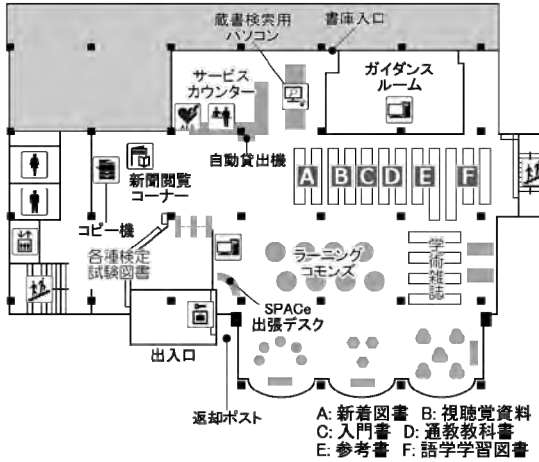 蔵書検索用
パソコン
書庫入口
サービス
カウンター
ガイダンス
ルーム
自動貸出機
新聞閲覧
コーナー
A
B
C
D
E
F
コピー機
各種検定
試験図書
ラーニング
コモンズ
学術雑誌
SPACe
出張デスク
出入口
返却ポスト
A: 新着図書 B: 視聴覚資料
C: 入門書 D: 通教教科書
E: 参考書 F: 語学学習図書